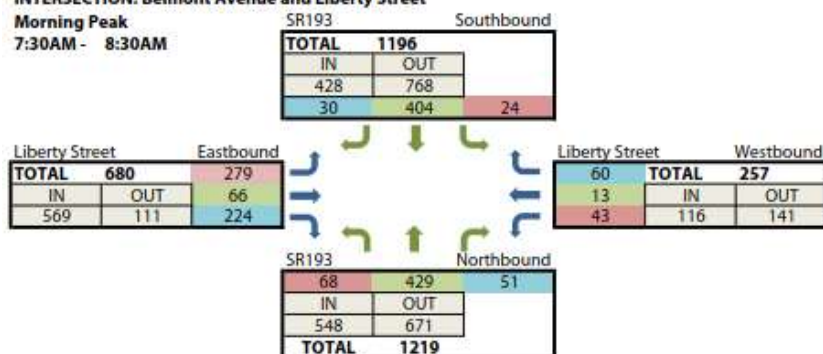 INTERSECTION: Belmont Avenue and Liberty Street
Morning Peak
7:30AM - 8:30AM
SR193 Southbound
TOTAL 1196
IN OUT
428 768
30 404 24
Liberty Street Eastbound
TOTAL 680 279
IN OUT 66
569 111 224
Liberty Street Westbound
60 TOTAL 257
13 IN OUT
43 116 141
SR193 Northbound
68 429 51
IN OUT
548 671
TOTAL 1219